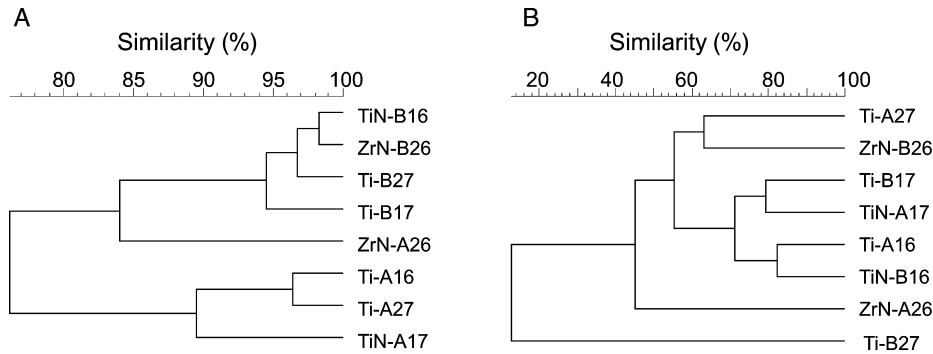 A
Similarity (%)
80 85 90 95 100
TiN-B16
ZrN-B26
Ti-B27
Ti-B17
ZrN-A26
Ti-A16
Ti-A27
TiN-A17
B
Similarity (%)
20 40 60 80 100
Ti-A27
ZrN-B26
Ti-B17
TiN-A17
Ti-A16
TiN-B16
ZrN-A26
Ti-B27